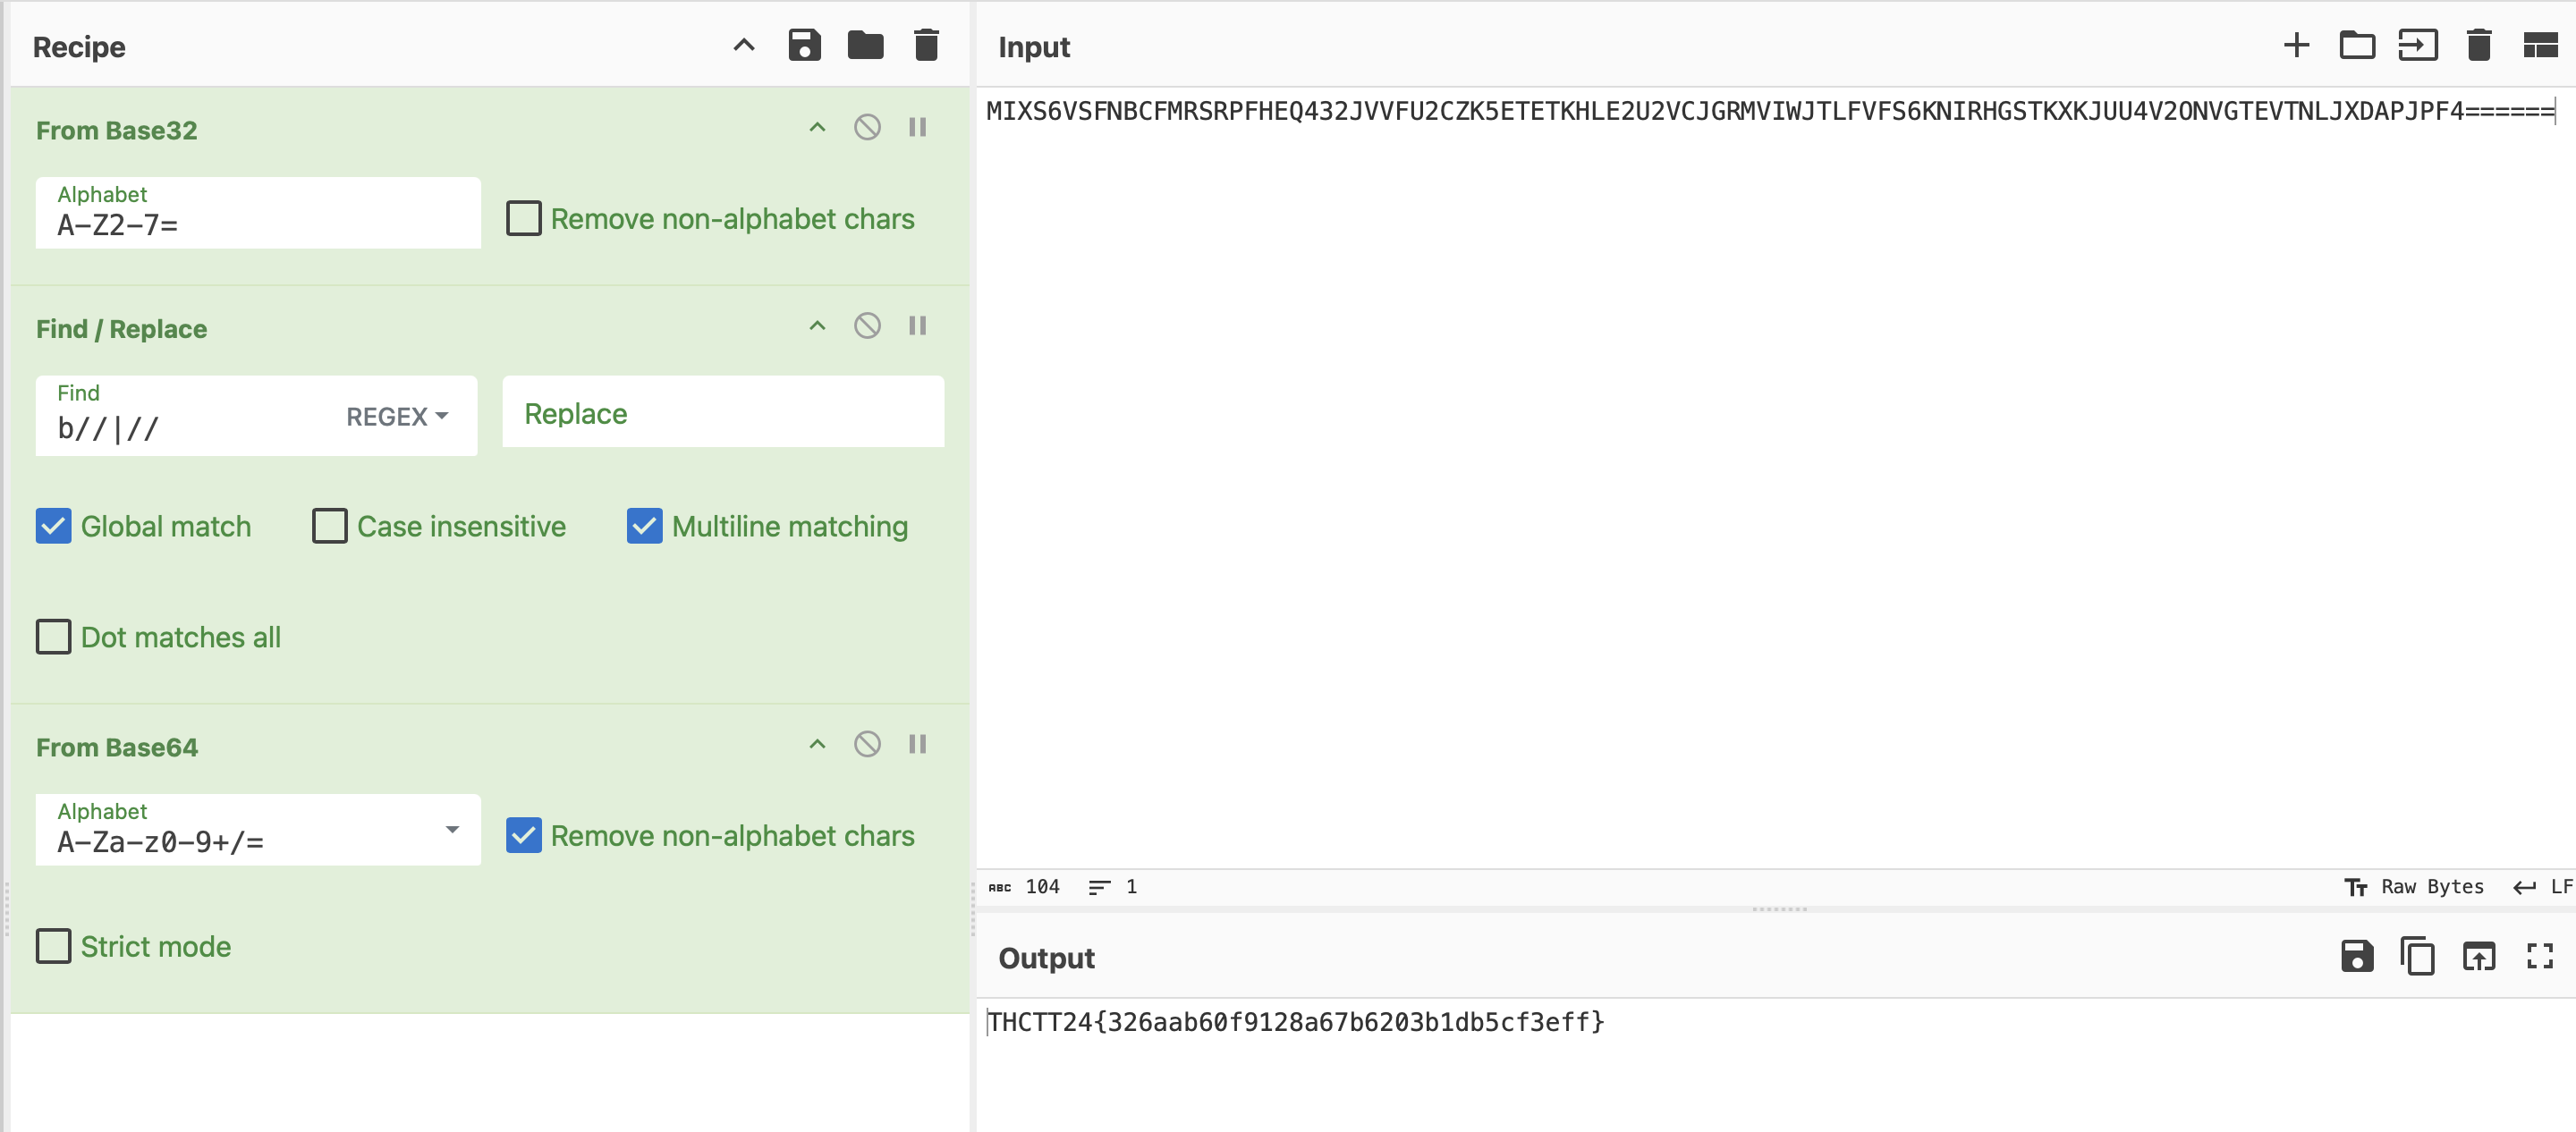 Recipe
From Base32
Alphabet
A-Z2-7=
Remove non-alphabet chars
Find / Replace
Find
b//|//
REGEX
Replace
Global match
Case insensitive
Multiline matching
Dot matches all
From Base64
Alphabet
A-Za-z0-9+/=
Remove non-alphabet chars
Strict mode
Input
MIXS6VSFNBCFMRSRPFHEQ432JVVFU2CZK5ETETKHLE2U2VCJGRMVIWJTLFVFS6KNIRHGSTKXKJUU4V2ONVGTEVTNLJXDAPJPF4======
ABC 104 1
Raw Bytes LF
Output
THCTT24{326aab60f9128a67b6203b1db5cf3eff}